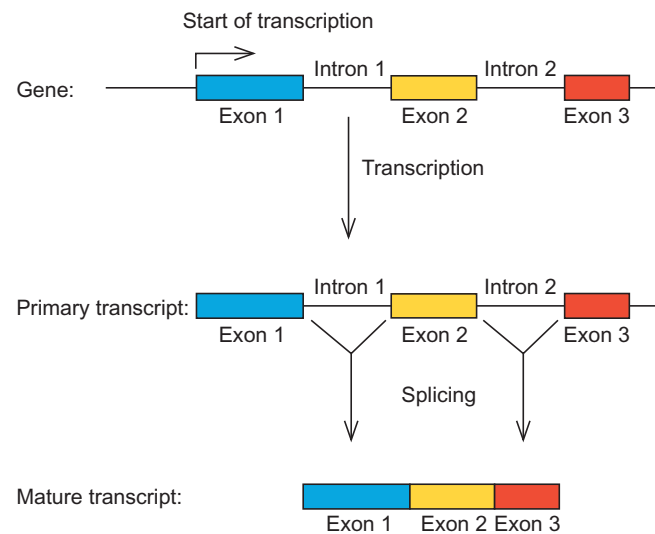 Start of transcription
Gene:
Intron 1
Intron 2
Exon 1
Exon 2
Exon 3
Transcription
Primary transcript:
Intron 1
Intron 2
Exon 1
Exon 2
Exon 3
Splicing
Mature transcript:
Exon 1
Exon 2
Exon 3